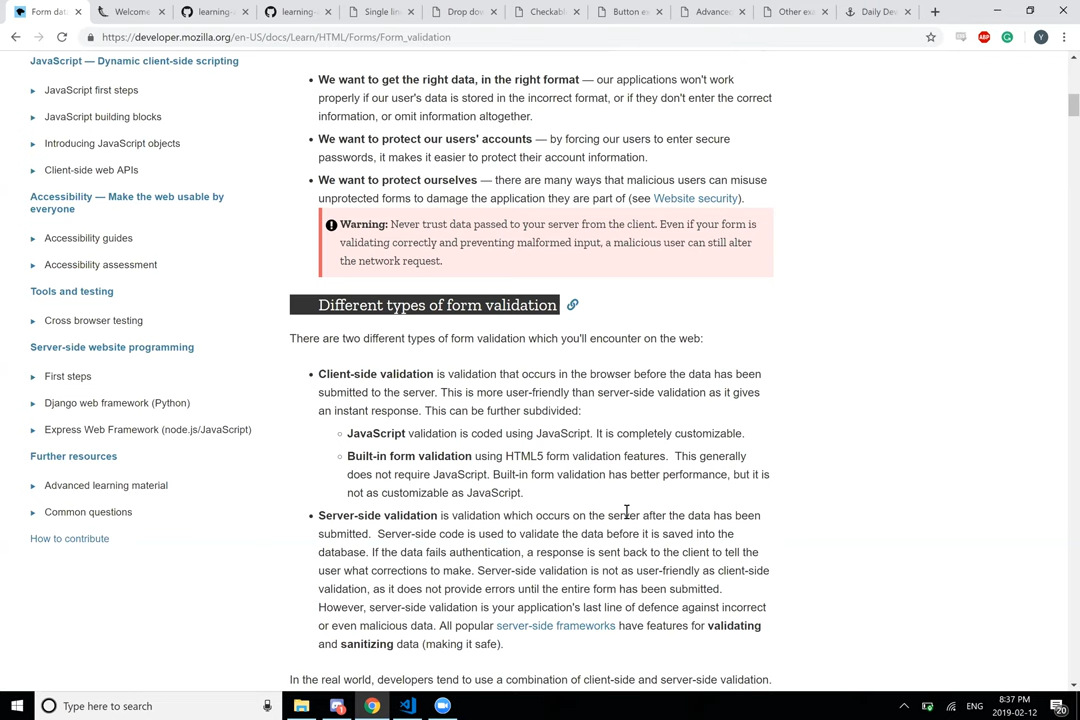 Form da
Welcome
learning-
learning-
Single lin
Drop dow
Checkabl
Button e
Advance
Other exa
Daily Dev
https://developer.mozilla.org/en-US/docs/Learn/HTML/Forms/Form_validation
ABP
G
Y
JavaScript — Dynamic client-side scripting
JavaScript first steps
JavaScript building blocks
Introducing JavaScript objects
Client-side web APIs
Accessibility — Make the web usable by
everyone
Accessibility guides
Accessibility assessment
Tools and testing
Cross browser testing
Server-side website programming
First steps
Django web framework (Python)
Express Web Framework (node.js/JavaScript)
Further resources
Advanced learning material
Common questions
How to contribute
We want to get the right data, in the right format — our applications won't work
properly if our user's data is stored in the incorrect format, or if they don't enter the correct
information, or omit information altogether.
We want to protect our users' accounts — by forcing our users to enter secure
passwords, it makes it easier to protect their account information.
We want to protect ourselves — there are many ways that malicious users can misuse
unprotected forms to damage the application they are part of (see Website security).
Warning: Never trust data passed to your server from the client. Even if your form is
validating correctly and preventing malformed input, a malicious user can still alter
the network request.
Different types of form validation
There are two different types of form validation which you'll encounter on the web:
Client-side validation is validation that occurs in the browser before the data has been
submitted to the server. This is more user-friendly than server-side validation as it gives
an instant response. This can be further subdivided:
JavaScript validation is coded using JavaScript. It is completely customizable.
Built-in form validation using HTML5 form validation features. This generally
does not require JavaScript. Built-in form validation has better performance, but it is
not as customizable as JavaScript.
Server-side validation is validation which occurs on the server after the data has been
submitted. Server-side code is used to validate the data before it is saved into the
database. If the data fails authentication, a response is sent back to the client to tell the
user what corrections to make. Server-side validation is not as user-friendly as client-side
validation, as it does not provide errors until the entire form has been submitted.
However, server-side validation is your application's last line of defence against incorrect
or even malicious data. All popular server-side frameworks have features for validating
and sanitizing data (making it safe).
In the real world, developers tend to use a combination of client-side and server-side validation.
Type here to search
ENG
8:37 PM
2019-02-12
20